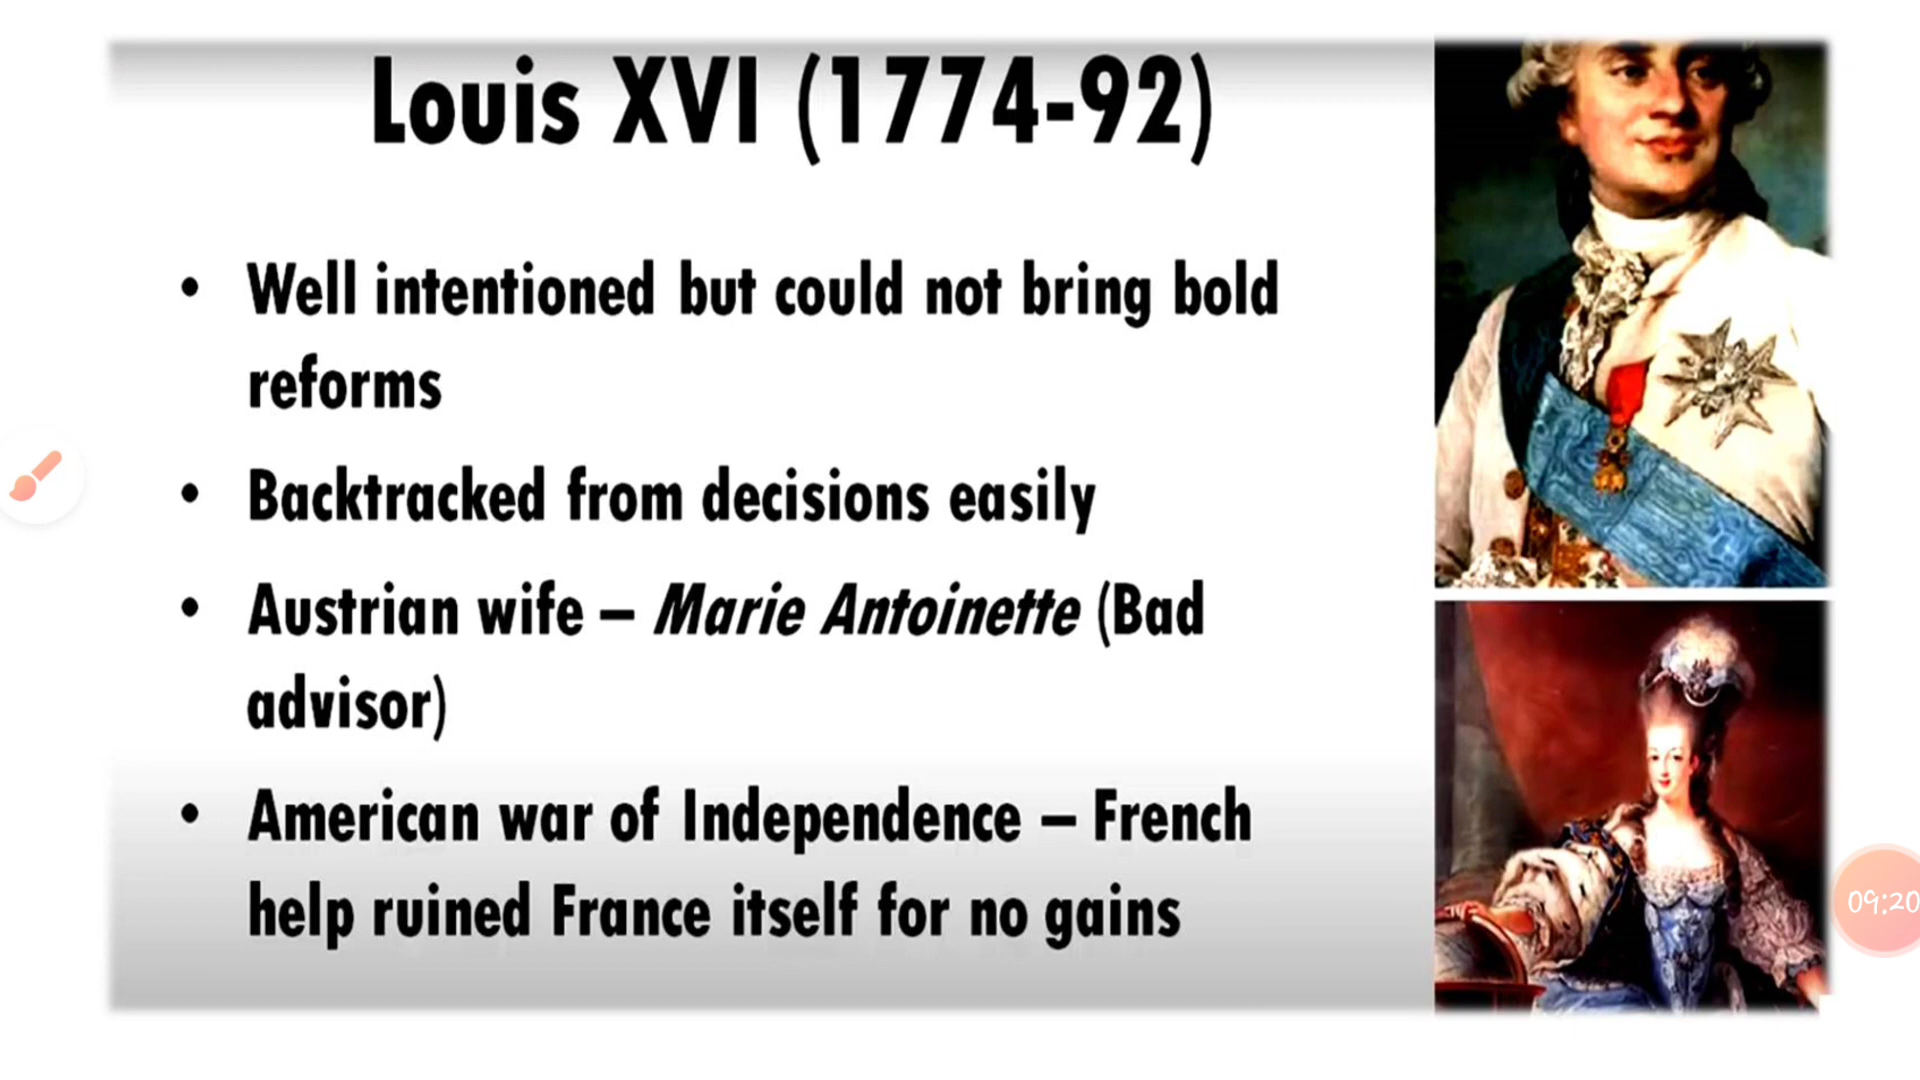 Louis XVI (1774-92)
• Well intentioned but could not bring bold
reforms
• Backtracked from decisions easily
• Austrian wife – Marie Antoinette (Bad
advisor)
• American war of Independence – French
help ruined France itself for no gains
09:20